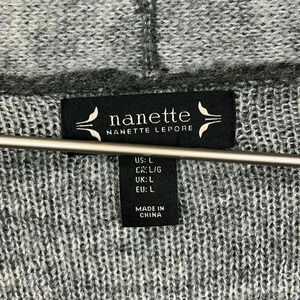 nanette
NANETTE LEPORE
US: L
CA: L/G
UK: L
EU: L
MADE IN
CHINA